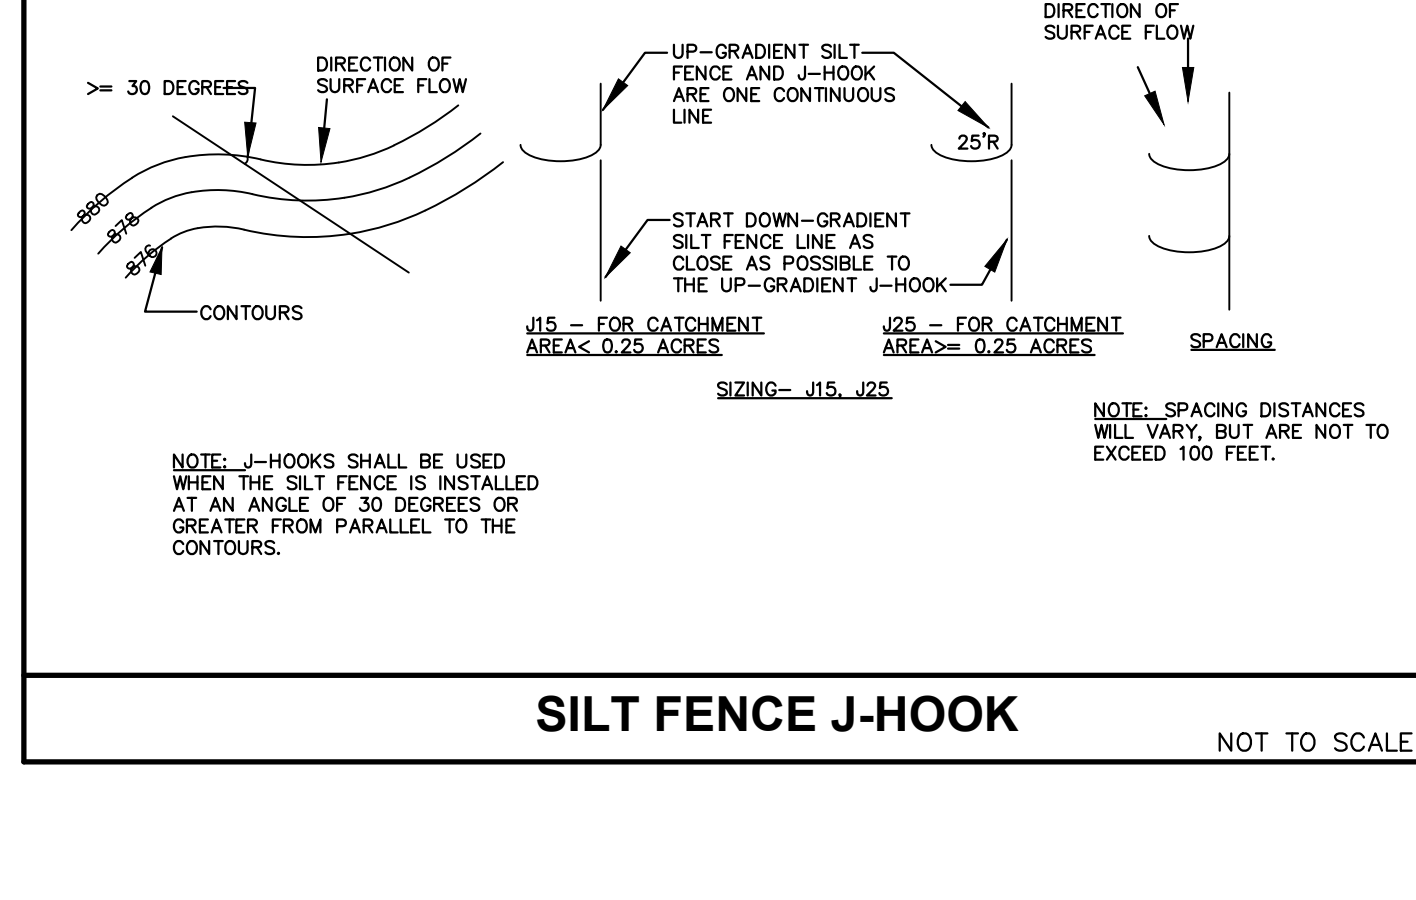 >= 30 DEGREES
DIRECTION OF
SURFACE FLOW
880
878
876
CONTOURS
UP-GRADIENT SILT
FENCE AND J-HOOK
ARE ONE CONTINUOUS
LINE
25'R
START DOWN-GRADIENT
SILT FENCE LINE AS
CLOSE AS POSSIBLE TO
THE UP-GRADIENT J-HOOK
J15 - FOR CATCHMENT
AREA< 0.25 ACRES
J25 - FOR CATCHMENT
AREA>= 0.25 ACRES
SIZING- J15, J25
DIRECTION OF
SURFACE FLOW
SPACING
NOTE: SPACING DISTANCES
WILL VARY, BUT ARE NOT TO
EXCEED 100 FEET.
NOTE: J-HOOKS SHALL BE USED
WHEN THE SILT FENCE IS INSTALLED
AT AN ANGLE OF 30 DEGREES OR
GREATER FROM PARALLEL TO THE
CONTOURS.
SILT FENCE J-HOOK
NOT TO SCALE